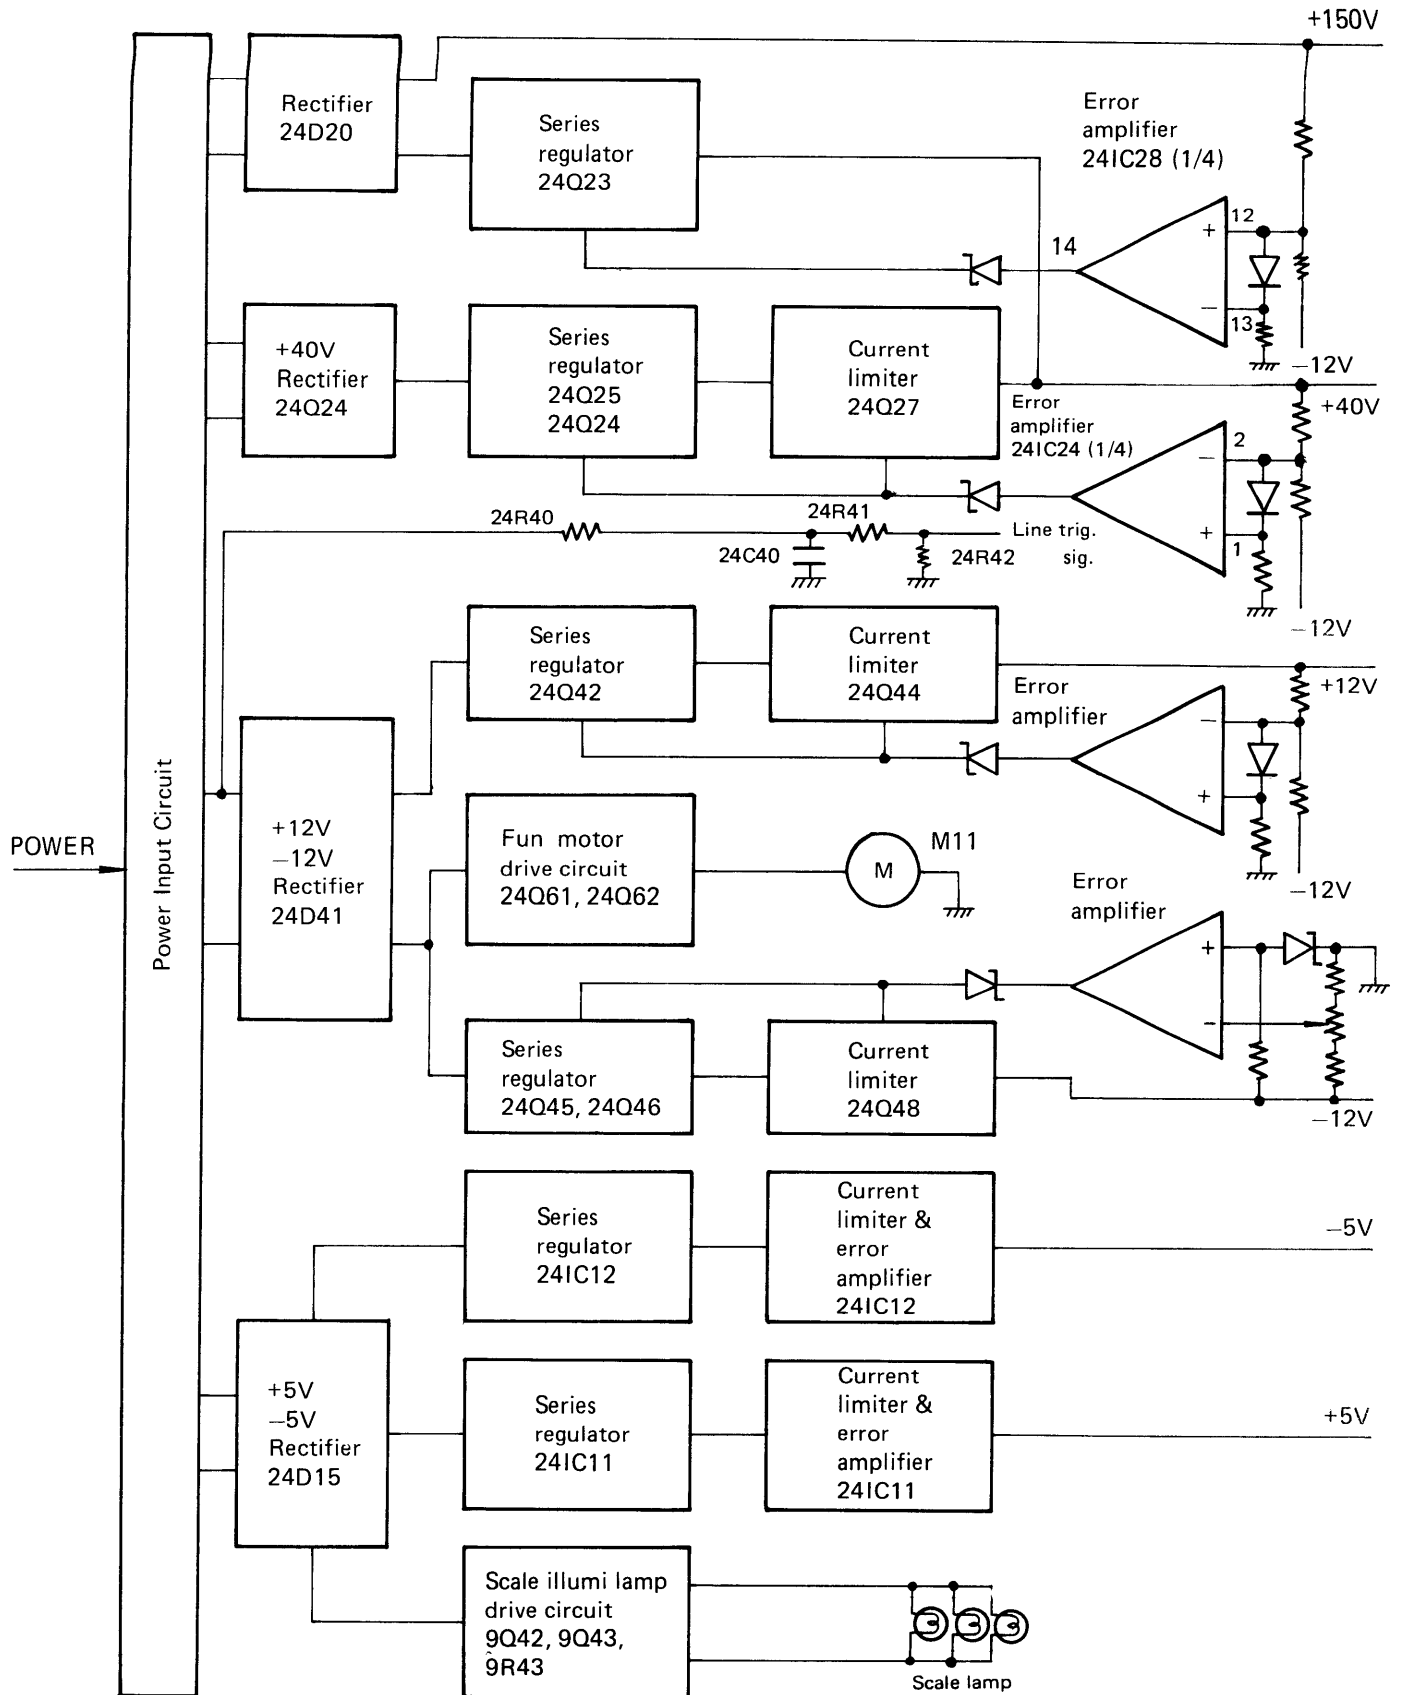 +150V
Rectifier
24D20
Series
regulator
24Q23
Error
amplifier
24IC28 (1/4)
12
+
14
−
13
−12V
+40V
Rectifier
24Q24
Series
regulator
24Q25
24Q24
Current
limiter
24Q27
+40V
Error
amplifier
24IC24 (1/4)
2
−
+
1
−12V
24R40
24R41
24C40
24R42
Line trig.
sig.
Series
regulator
24Q42
Current
limiter
24Q44
+12V
Error
amplifier
−
+
−12V
POWER
Power Input Circuit
+12V
−12V
Rectifier
24D41
Fun motor
drive circuit
24Q61, 24Q62
M
M11
Error
amplifier
+
-
Series
regulator
24Q45, 24Q46
Current
limiter
24Q48
−12V
Series
regulator
24IC12
Current
limiter &
error
amplifier
24IC12
−5V
+5V
−5V
Rectifier
24D15
Series
regulator
24IC11
Current
limiter &
error
amplifier
24IC11
+5V
Scale illumi lamp
drive circuit
9Q42, 9Q43,
9R43
Scale lamp